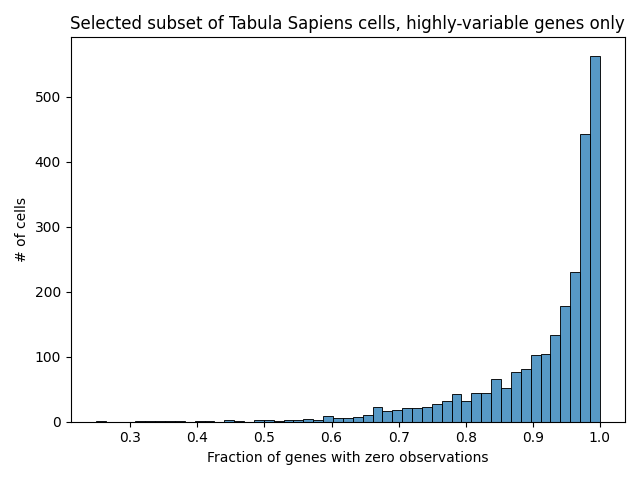 Selected subset of Tabula Sapiens cells, highly-variable genes only
# of cells
500
400
300
200
100
0
0.3 0.4 0.5 0.6 0.7 0.8 0.9 1.0
Fraction of genes with zero observations